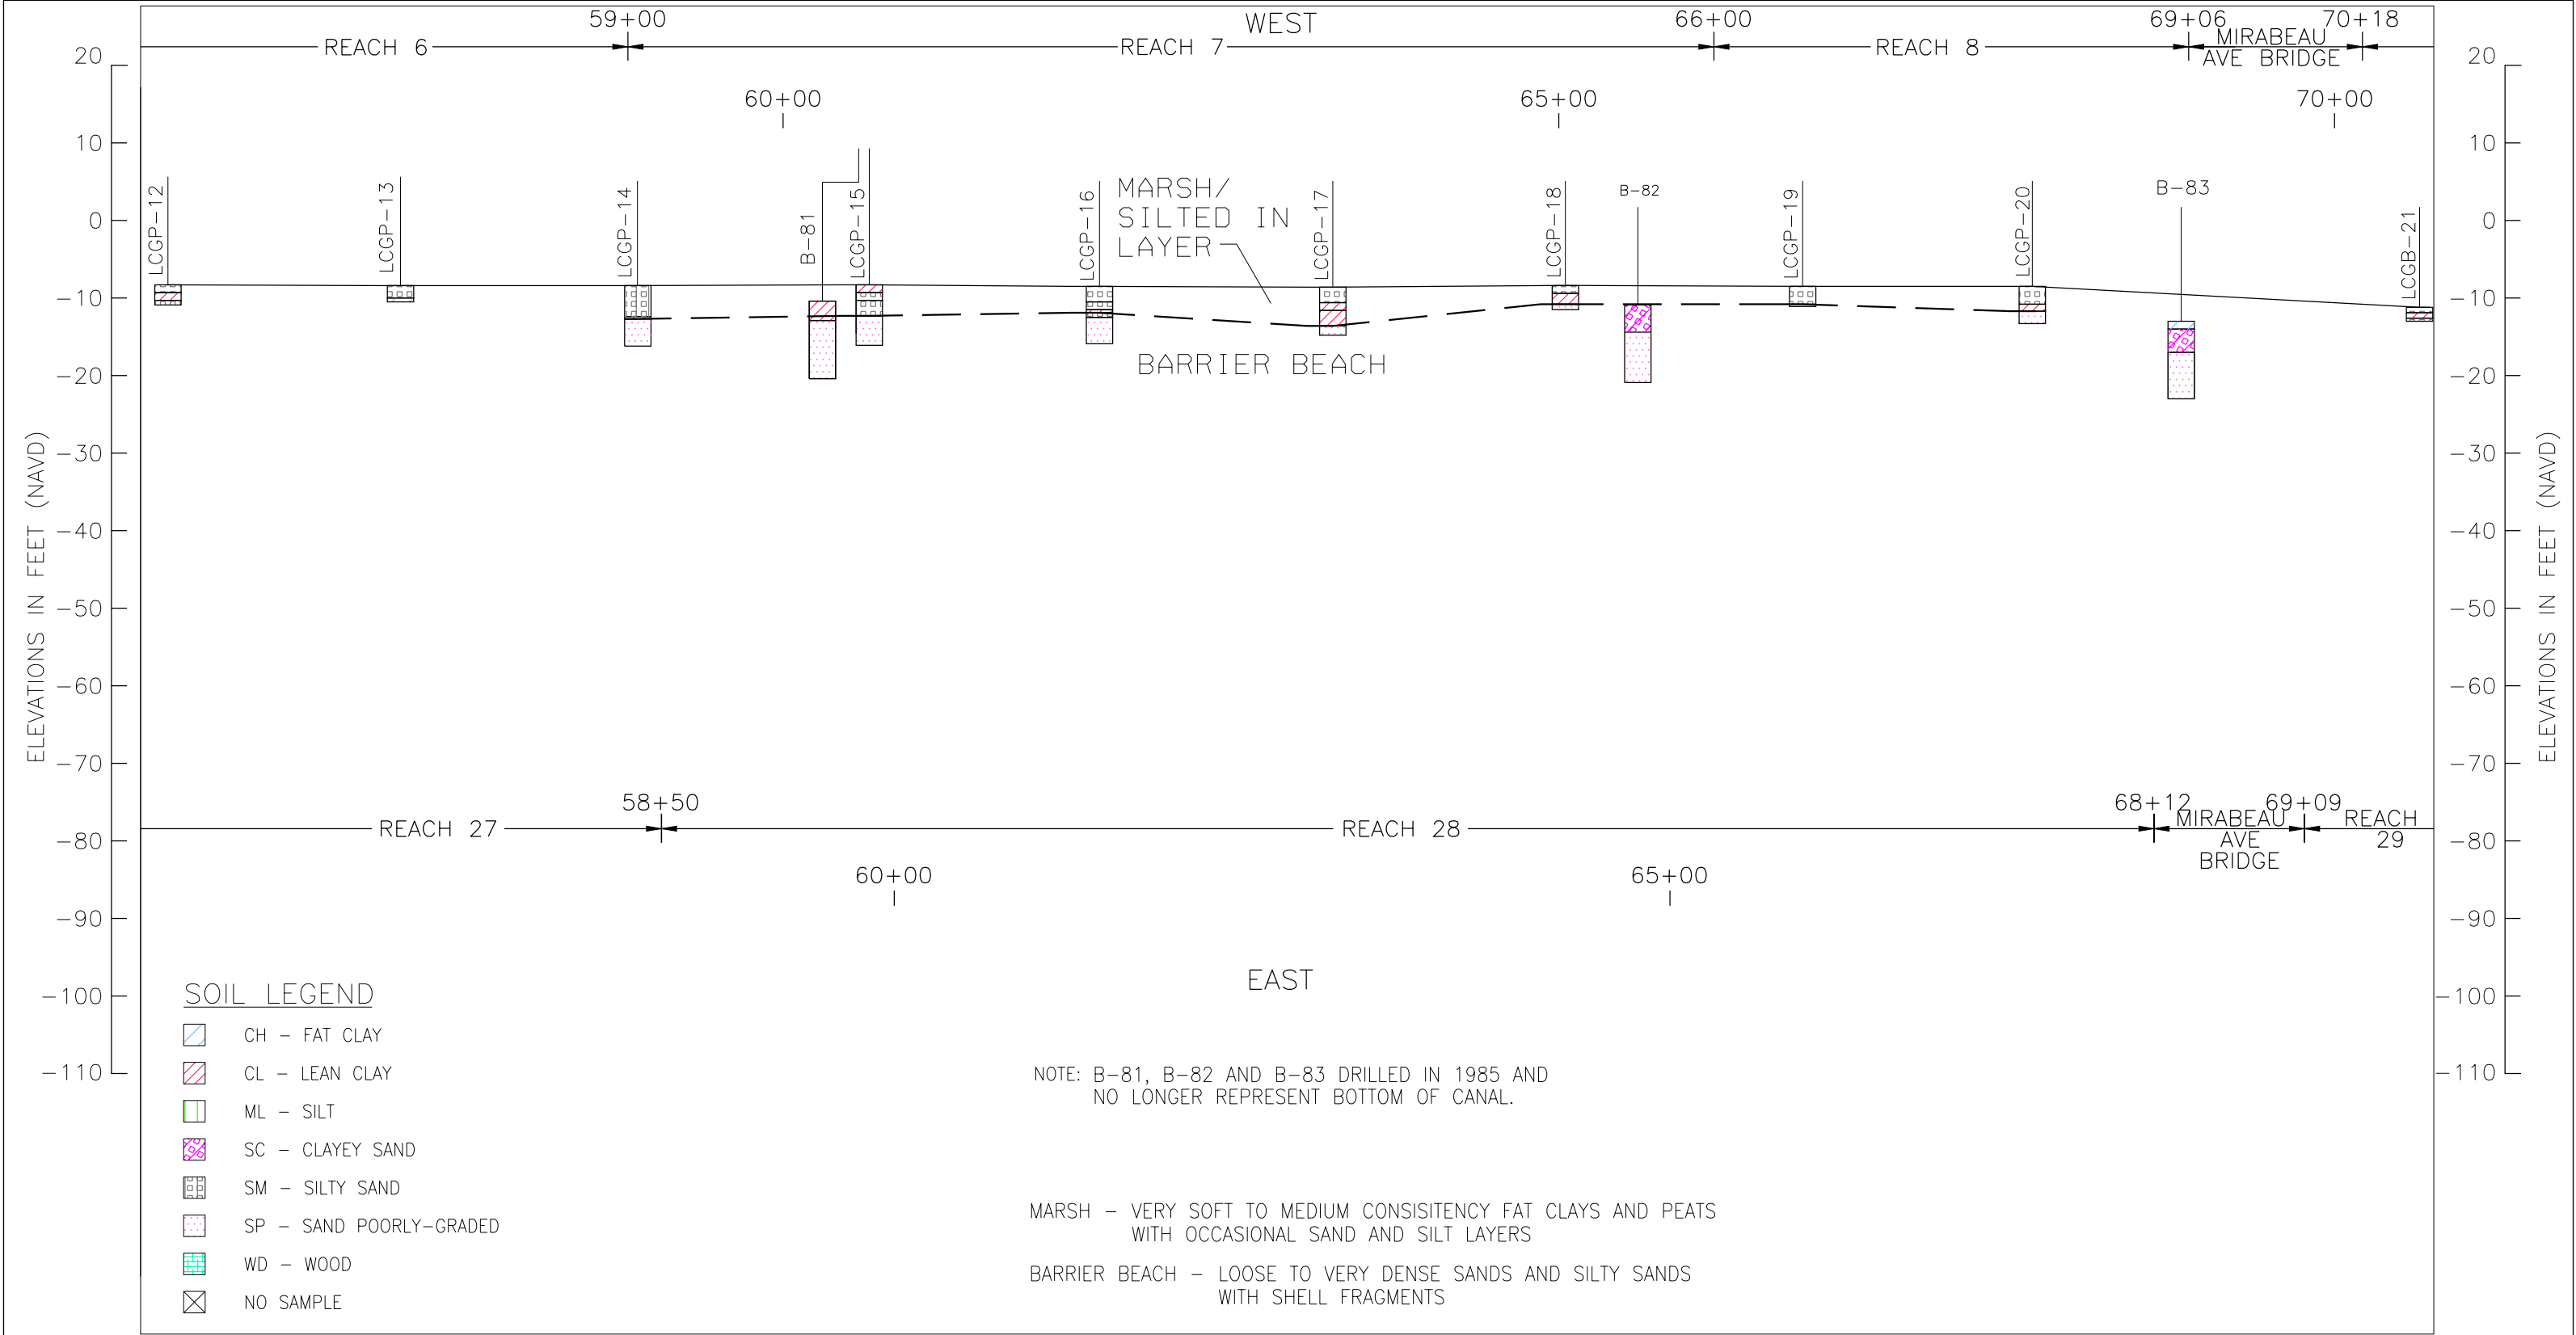 59+00
WEST
66+00
69+06
70+18
REACH 6
REACH 7
REACH 8
MIRABEAU
AVE BRIDGE
20
20
60+00
65+00
70+00
10
10
LCGP-12
LCGP-13
LCGP-14
B-81
LCGP-15
LCGP-16
MARSH/
SILTED IN
LAYER
LCGP-17
LCGP-18
B-82
LCGP-19
LCGP-20
B-83
LCGB-21
0
0
-10
-10
BARRIER BEACH
-20
-20
-30
-30
-40
-40
-50
-50
-60
-60
-70
-70
ELEVATIONS IN FEET (NAVD)
ELEVATIONS IN FEET (NAVD)
58+50
68+12
69+09
REACH 27
REACH 28
MIRABEAU
AVE
BRIDGE
REACH
29
-80
-80
60+00
65+00
-90
-90
EAST
-100
-100
-110
-110
SOIL LEGEND
CH - FAT CLAY
CL - LEAN CLAY
ML - SILT
SC - CLAYEY SAND
SM - SILTY SAND
SP - SAND POORLY-GRADED
WD - WOOD
NO SAMPLE
NOTE: B-81, B-82 AND B-83 DRILLED IN 1985 AND
NO LONGER REPRESENT BOTTOM OF CANAL.
MARSH - VERY SOFT TO MEDIUM CONSISITENCY FAT CLAYS AND PEATS
WITH OCCASIONAL SAND AND SILT LAYERS
BARRIER BEACH - LOOSE TO VERY DENSE SANDS AND SILTY SANDS
WITH SHELL FRAGMENTS